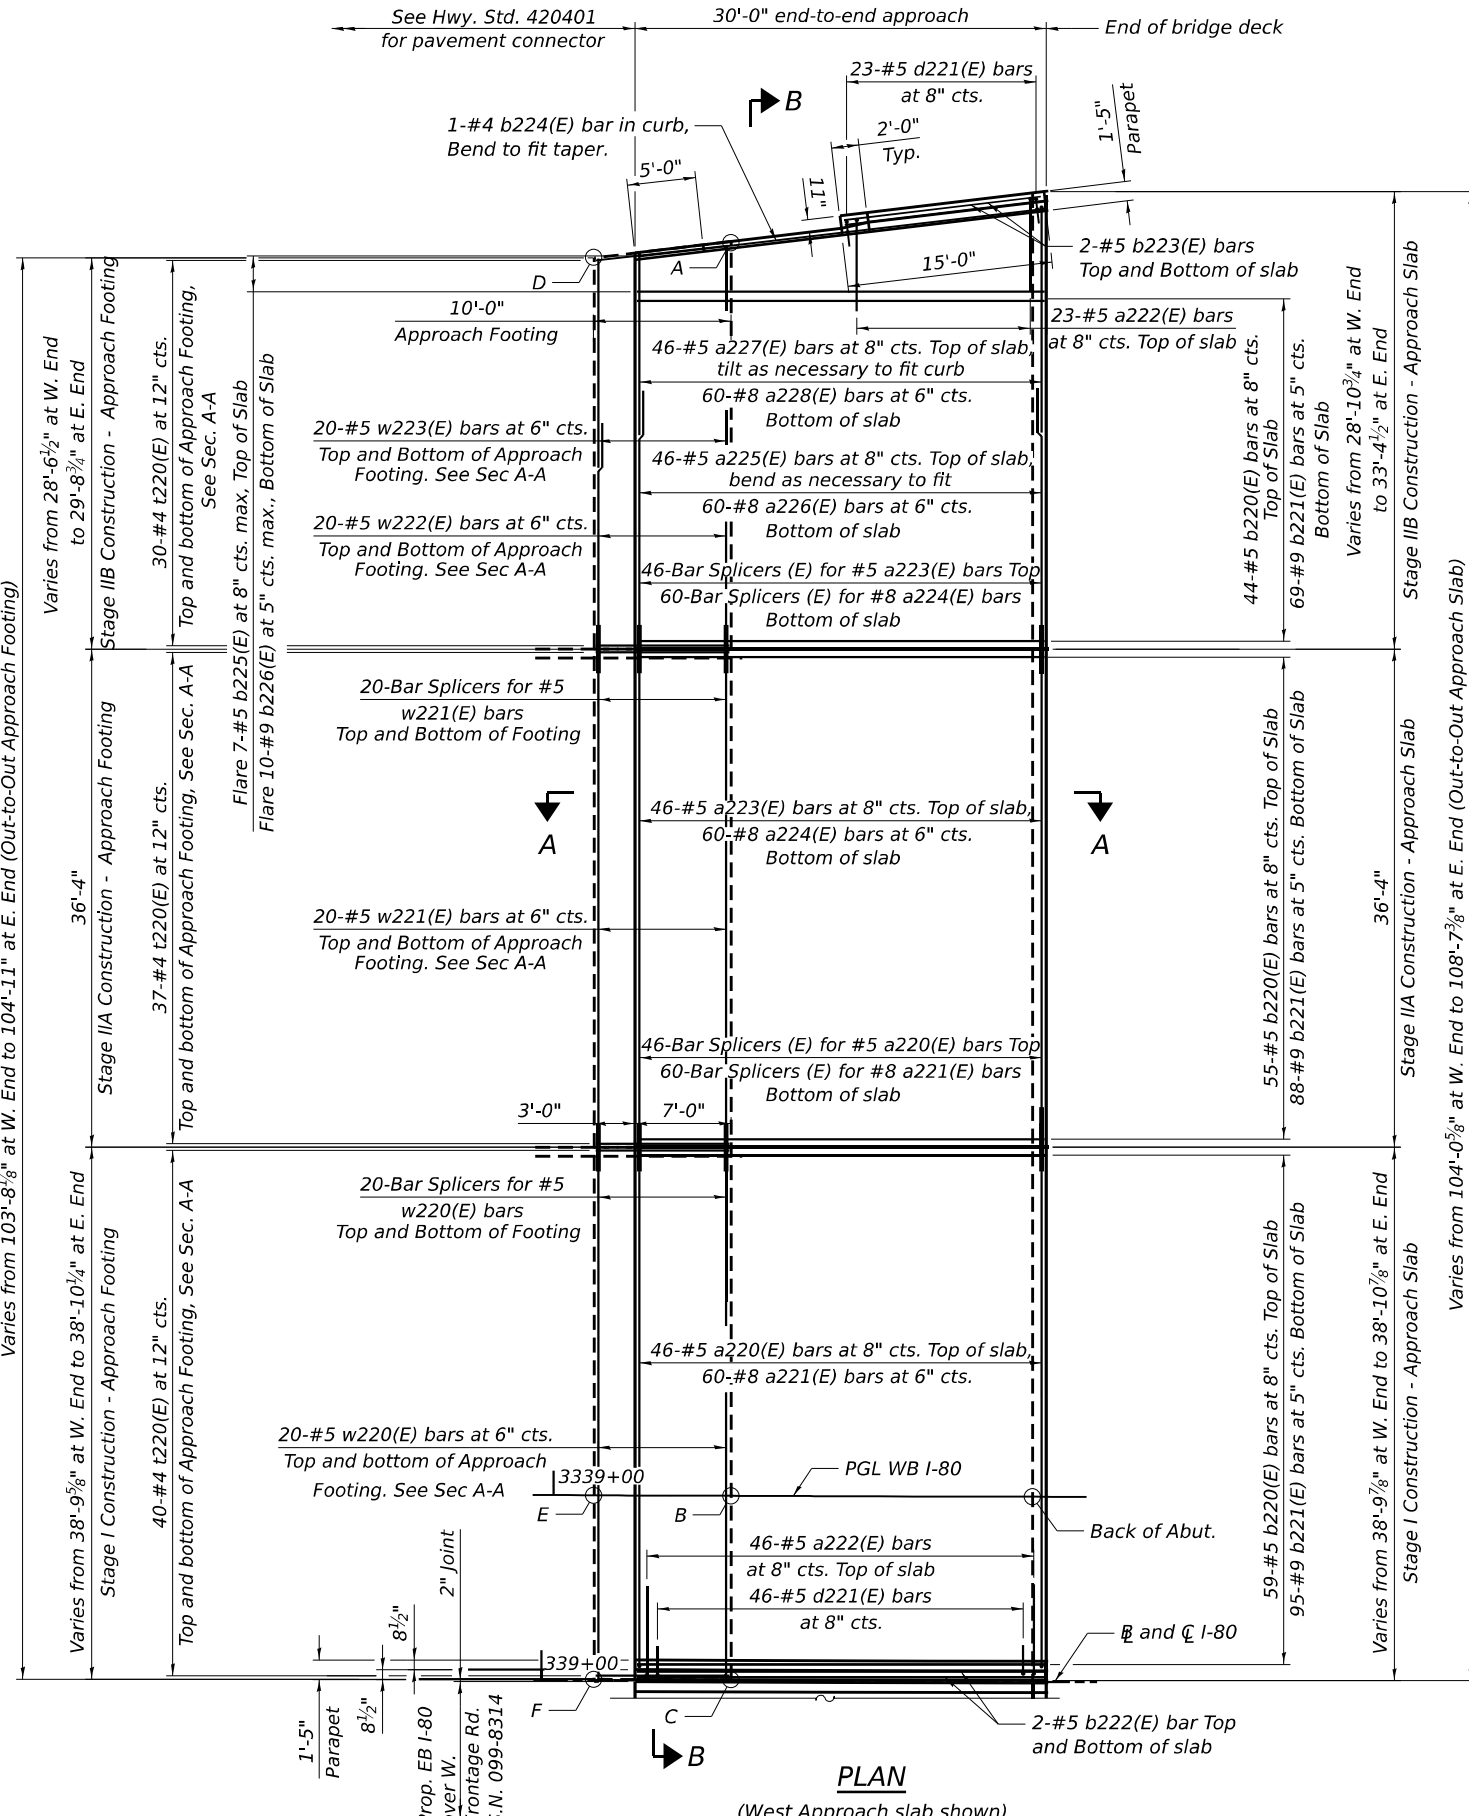 See Hwy. Std. 420401
for pavement connector
30'-0" end-to-end approach
End of bridge deck
23-#5 d221(E) bars
at 8" cts.
B
1'-5"
Parapet
1-#4 b224(E) bar in curb,
Bend to fit taper.
2'-0"
Typ.
5'-0"
11"
2-#5 b223(E) bars
Top and Bottom of slab
15'-0"
A
D
10'-0"
Approach Footing
23-#5 a222(E) bars
at 8" cts. Top of slab
46-#5 a227(E) bars at 8" cts. Top of slab,
tilt as necessary to fit curb
60-#8 a228(E) bars at 6" cts.
Bottom of slab
20-#5 w223(E) bars at 6" cts.
Top and Bottom of Approach
Footing. See Sec A-A
46-#5 a225(E) bars at 8" cts. Top of slab,
bend as necessary to fit
60-#8 a226(E) bars at 6" cts.
Bottom of slab
20-#5 w222(E) bars at 6" cts.
Top and Bottom of Approach
Footing. See Sec A-A
46-Bar Splicers (E) for #5 a223(E) bars Top
60-Bar Splicers (E) for #8 a224(E) bars
Bottom of slab
Varies from 103'-8⅛" at W. End to 104'-11" at E. End (Out-to-Out Approach Footing)
Varies from 28'-6½" at W. End
to 29'-8¾" at E. End
Stage IIB Construction - Approach Footing
30-#4 t220(E) at 12" cts.
Top and bottom of Approach Footing,
See Sec. A-A
Flare 7-#5 b225(E) at 8" cts. max, Top of Slab
Flare 10-#9 b226(E) at 5" cts. max., Bottom of Slab
44-#5 b220(E) bars at 8" cts.
Top of Slab
69-#9 b221(E) bars at 5" cts.
Bottom of Slab
Varies from 28'-10¾" at W. End
to 33'-4½" at E. End
Stage IIB Construction - Approach Slab
Varies from 104'-0⅝" at W. End to 108'-7⅜" at E. End (Out-to-Out Approach Slab)
20-Bar Splicers for #5
w221(E) bars
Top and Bottom of Footing
A
A
46-#5 a223(E) bars at 8" cts. Top of slab,
60-#8 a224(E) bars at 6" cts.
Bottom of slab
20-#5 w221(E) bars at 6" cts.
Top and Bottom of Approach
Footing. See Sec A-A
46-Bar Splicers (E) for #5 a220(E) bars Top
60-Bar Splicers (E) for #8 a221(E) bars
Bottom of slab
36'-4"
Stage IIA Construction - Approach Footing
37-#4 t220(E) at 12" cts.
Top and bottom of Approach Footing, See Sec. A-A
55-#5 b220(E) bars at 8" cts. Top of Slab
88-#9 b221(E) bars at 5" cts. Bottom of Slab
36'-4"
Stage IIA Construction - Approach Slab
3'-0"
7'-0"
20-Bar Splicers for #5
w220(E) bars
Top and Bottom of Footing
46-#5 a220(E) bars at 8" cts. Top of slab,
60-#8 a221(E) bars at 6" cts.
20-#5 w220(E) bars at 6" cts.
Top and bottom of Approach
Footing. See Sec A-A
Varies from 38'-9⅝" at W. End to 38'-10¼" at E. End
Stage I Construction - Approach Footing
40-#4 t220(E) at 12" cts.
Top and bottom of Approach Footing, See Sec. A-A
59-#5 b220(E) bars at 8" cts. Top of Slab
95-#9 b221(E) bars at 5" cts. Bottom of Slab
Varies from 38'-9⅞" at W. End to 38'-10⅞" at E. End
Stage I Construction - Approach Slab
3339+00
PGL WB I-80
E
B
Back of Abut.
46-#5 a222(E) bars
at 8" cts. Top of slab
46-#5 d221(E) bars
at 8" cts.
2" Joint
8½"
8½"
1'-5"
Parapet
339+00
F
C
B and C I-80
2-#5 b222(E) bar Top
and Bottom of slab
Prop. EB I-80
over W.
Frontage Rd.
S.N. 099-8314
B
PLAN
(West Approach slab shown)